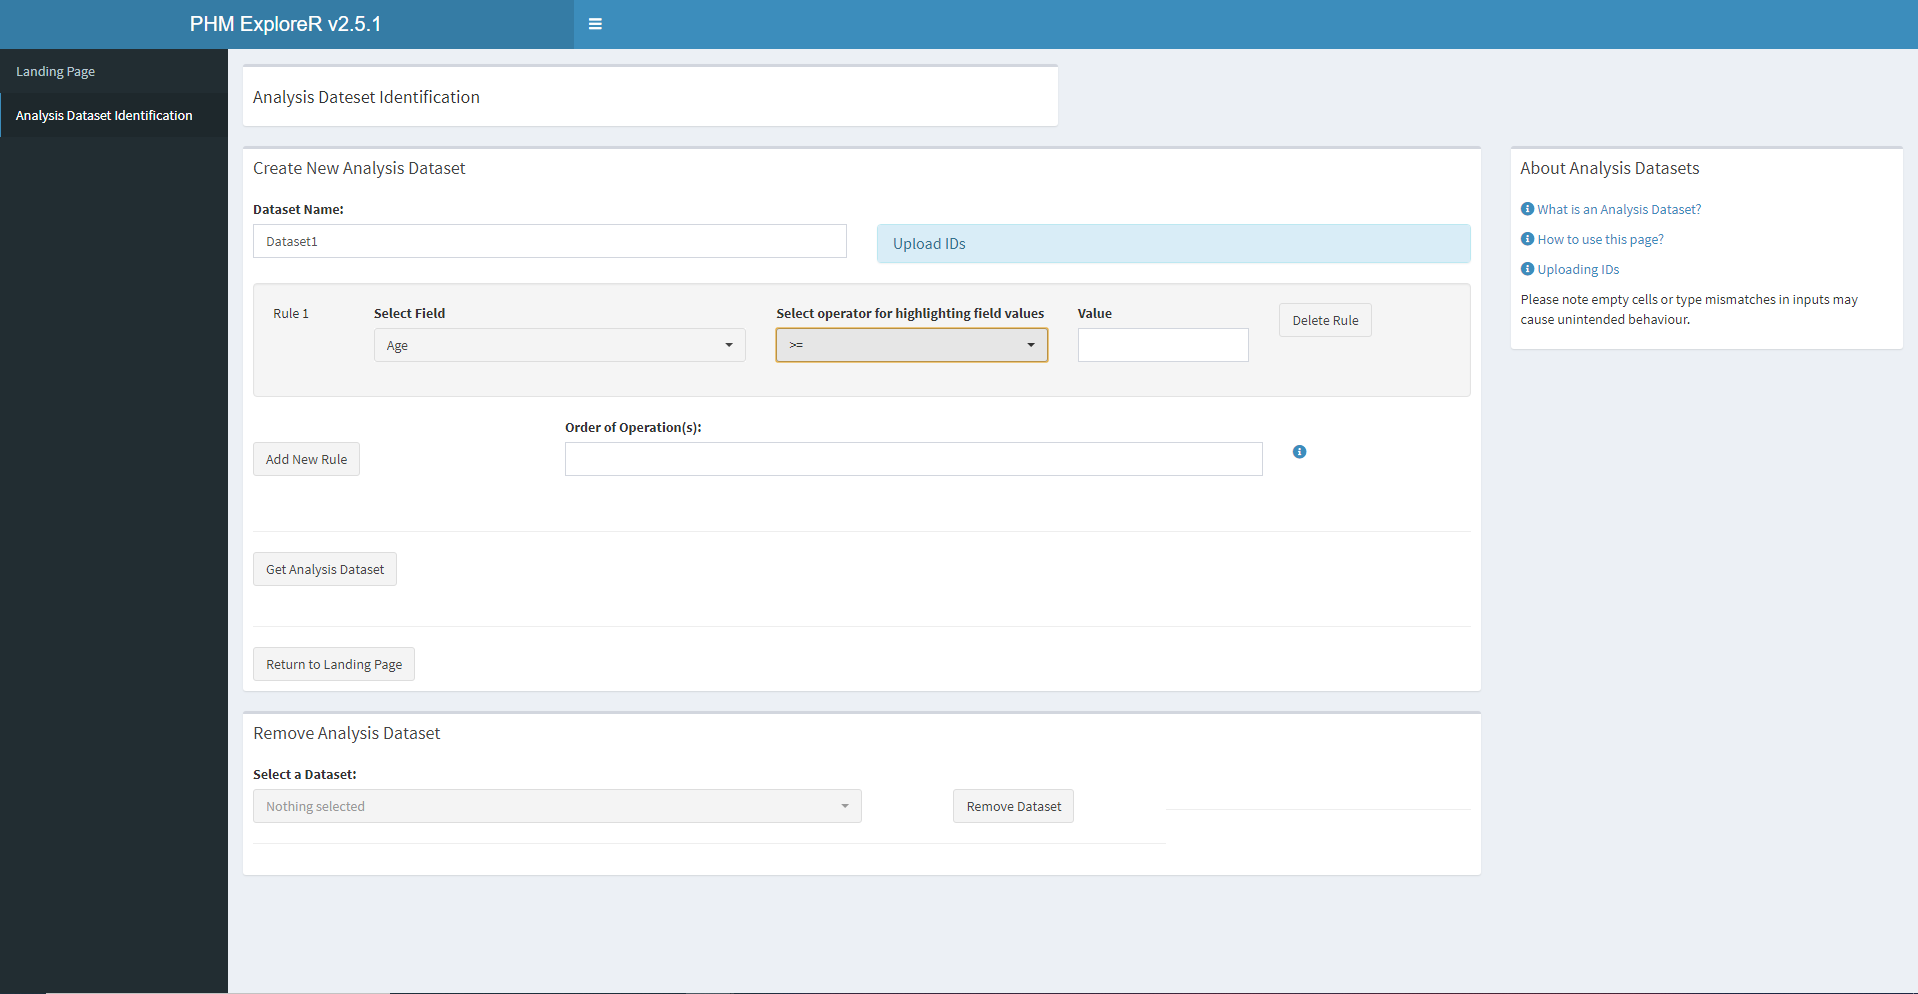 PHM ExploreR v2.5.1
Landing Page
Analysis Dataset Identification
Analysis Dateset Identification
Create New Analysis Dataset
Dataset Name:
Dataset1
Upload IDs
Rule 1
Select Field
Age
Select operator for highlighting field values
>=
Value
Delete Rule
Add New Rule
Order of Operation(s):
Get Analysis Dataset
Return to Landing Page
Remove Analysis Dataset
Select a Dataset:
Nothing selected
Remove Dataset
About Analysis Datasets
What is an Analysis Dataset?
How to use this page?
Uploading IDs
Please note empty cells or type mismatches in inputs may
cause unintended behaviour.